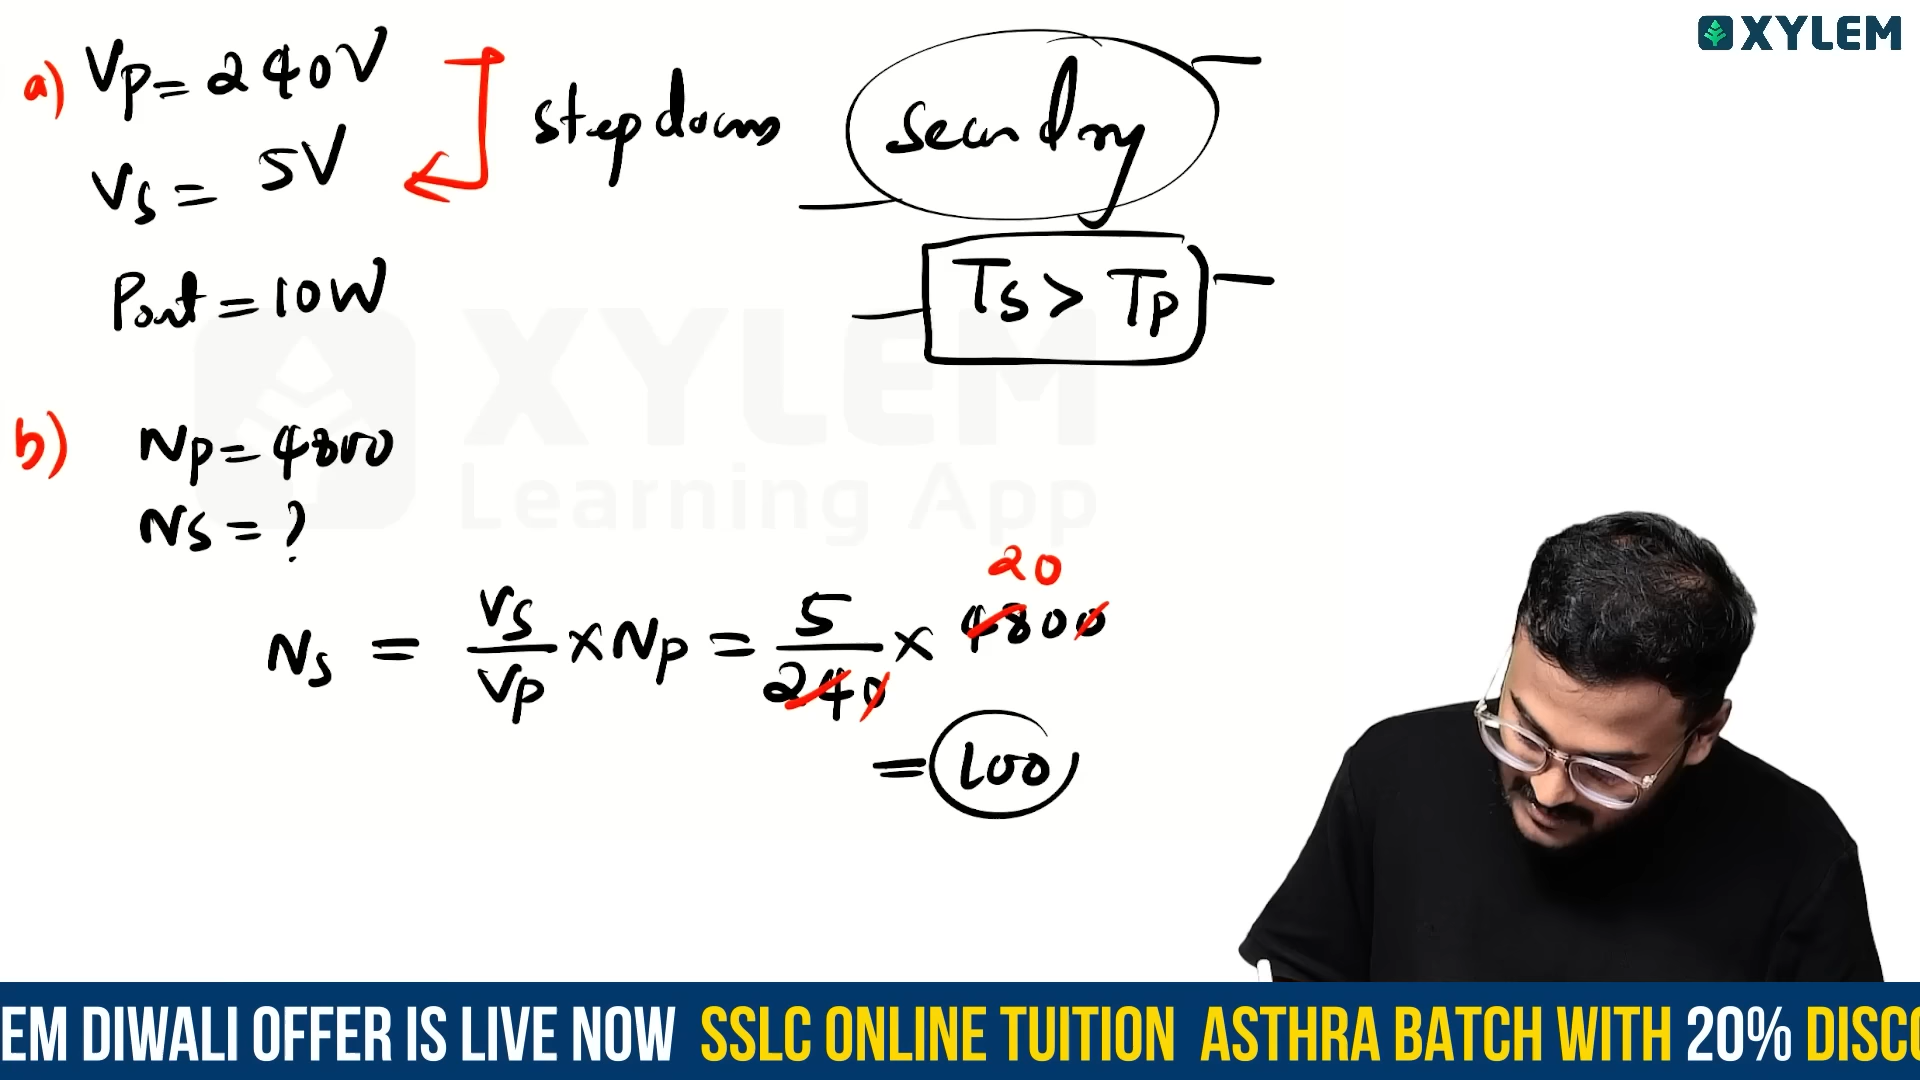 XYLEM
a) Vp = 240V
Vs = 5V
step down
Secondry
Pout = 10W
Ts > Tp
XYLEM
Learning App
b) Np = 4800
Ns = ?
20
Ns = Vs/Vp × Np = 5/240 × 4800
= 100
EM DIWALI OFFER IS LIVE NOW SSLC ONLINE TUITION ASTHRA BATCH WITH 20% DISCO